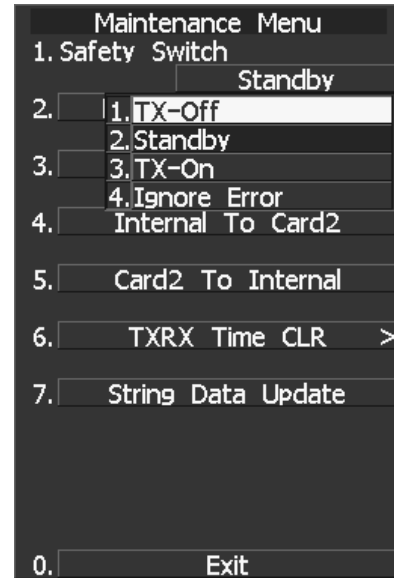 Maintenance Menu
1. Safety Switch
Standby
2.
1. TX-Off
2. Standby
3.
3. TX-On
4. Ignore Error
4. Internal To Card2
5. Card2 To Internal
6. TXRX Time CLR >
7. String Data Update
0. Exit